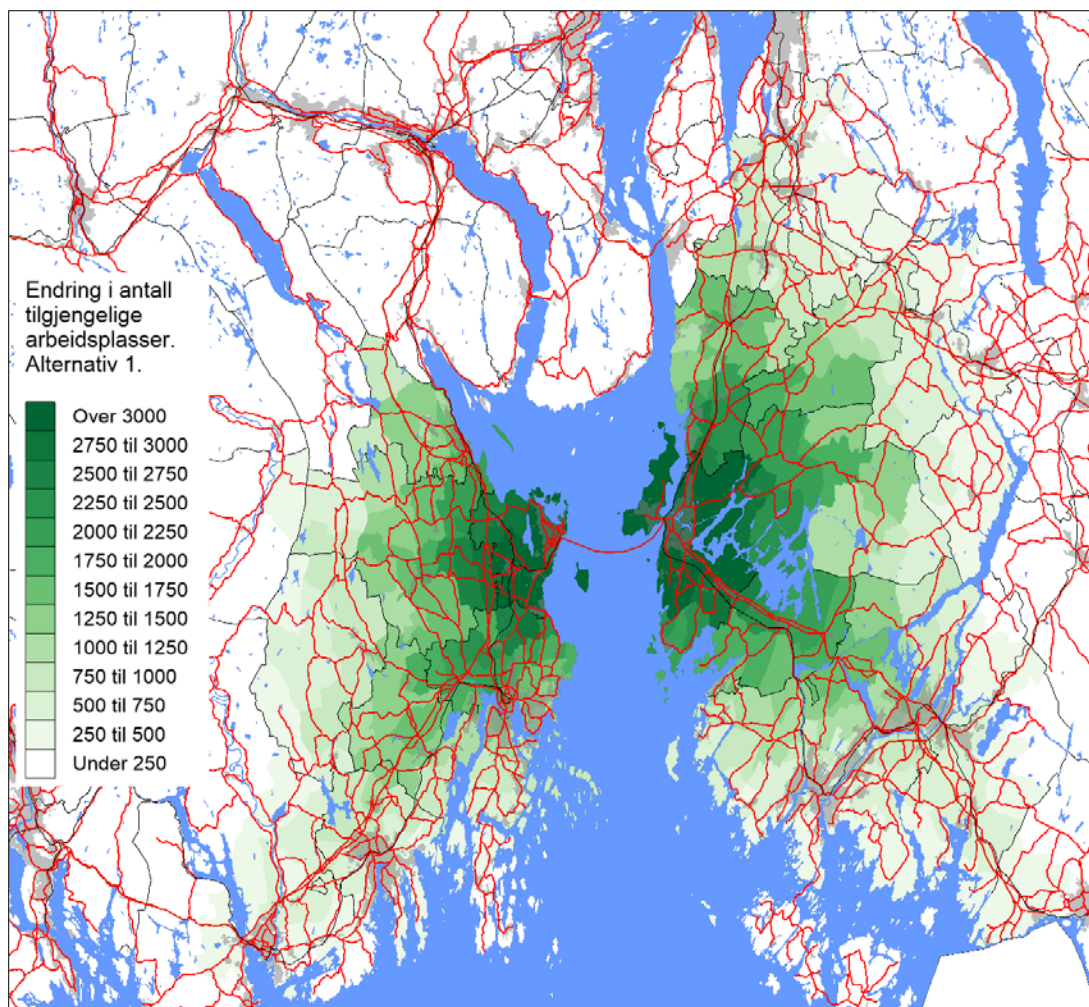 Endring i antall
tilgjengelige
arbeidsplasser.
Alternativ 1.
Over 3000
2750 til 3000
2500 til 2750
2250 til 2500
2000 til 2250
1750 til 2000
1500 til 1750
1250 til 1500
1000 til 1250
750 til 1000
500 til 750
250 til 500
Under 250